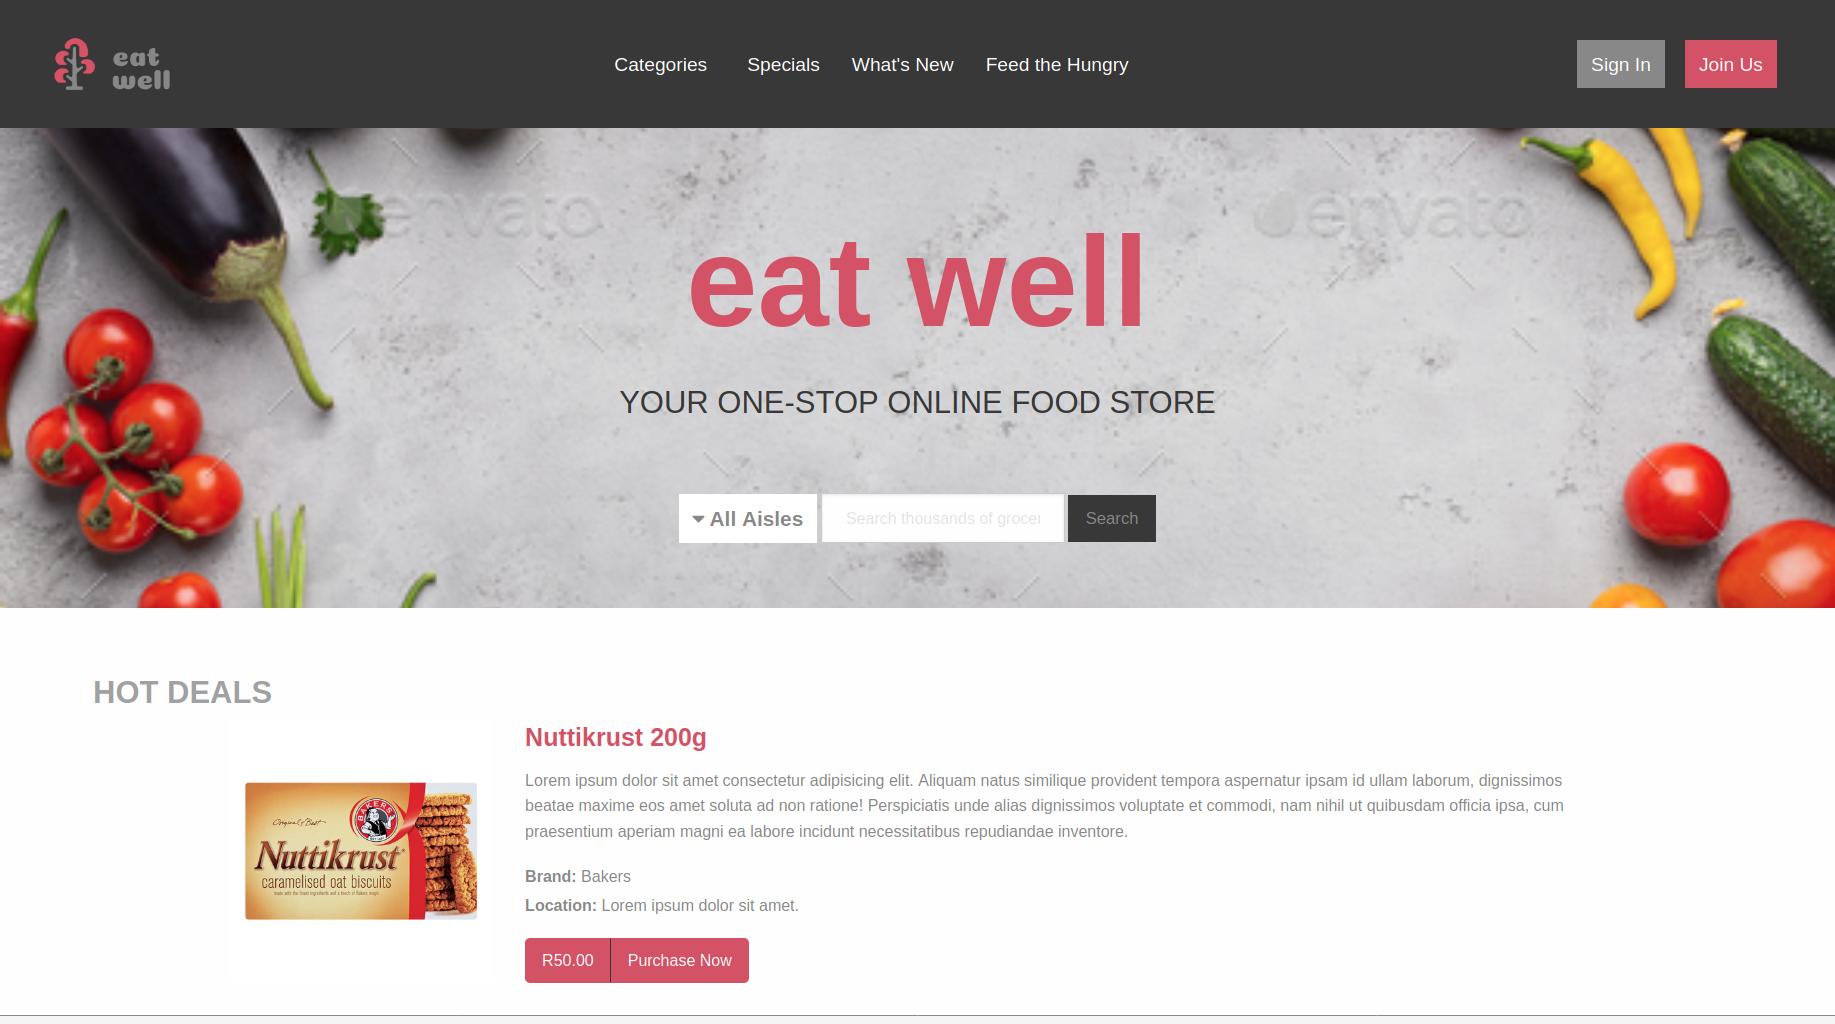 eat
well
Categories
Specials
What's New
Feed the Hungry
Sign In
Join Us
envato
envato
eat well
YOUR ONE-STOP ONLINE FOOD STORE
All Aisles
Search thousands of grocer
Search
HOT DEALS
Nuttikrust 200g
Lorem ipsum dolor sit amet consectetur adipisicing elit. Aliquam natus similique provident tempora aspernatur ipsam id ullam laborum, dignissimos
beatae maxime eos amet soluta ad non ratione! Perspiciatis unde alias dignissimos voluptate et commodi, nam nihil ut quibusdam officia ipsa, cum
praesentium aperiam magni ea labore incidunt necessitatibus repudiandae inventore.
Brand: Bakers
Location: Lorem ipsum dolor sit amet.
R50.00
Purchase Now
BAKERS
Original & Best
Nuttikrust
caramelised oat biscuits